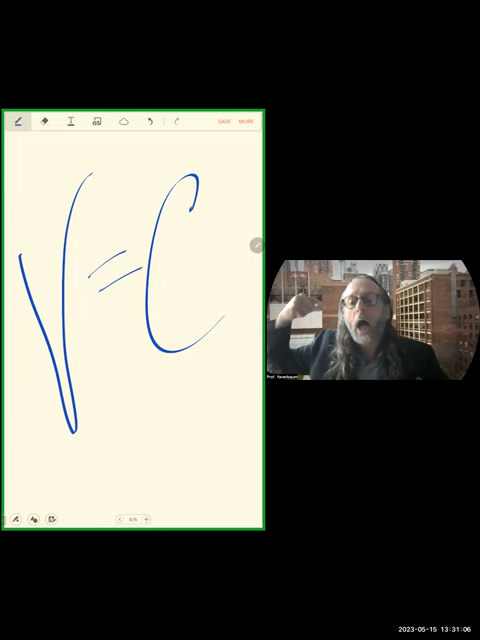 T SAVE MORE
V = C
6/6
Prof. Yaverbaum
2023-05-15 13:31:06